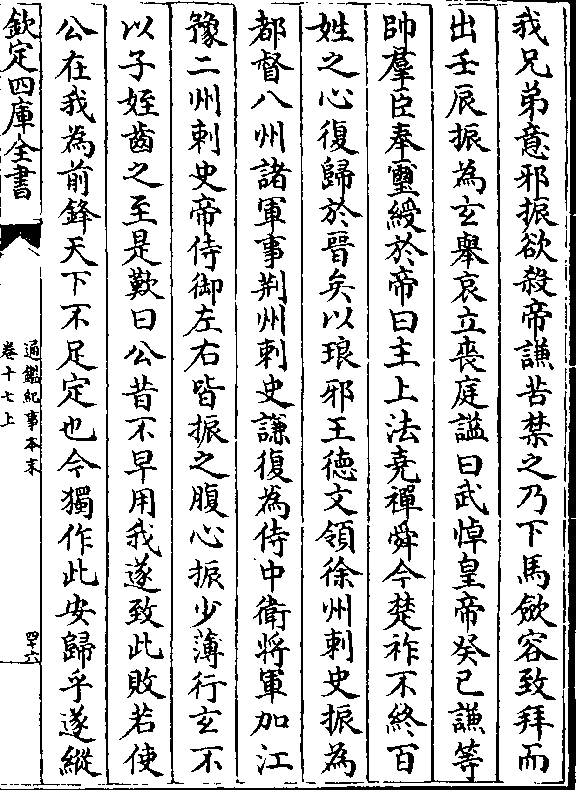 我兄弟意邪振欲殺帝謙苦禁之乃下馬斂容致拜而
出壬辰振為玄舉哀立喪庭諡曰武悼皇帝癸巳謙等
帥羣臣奉璽綬於帝曰主上法堯禪舜今楚祚不終百
姓之心復歸於晉矣以琅邪王德文領徐州刺史振為
都督八州諸軍事荆州刺史謙復為侍中衛將軍加江
豫二州刺史帝侍御左右皆振之腹心振少薄行玄不
以子姪齒之至是歎曰公昔不早用我遂致此敗若使
公在我為前鋒天下不足定也今獨作此安歸乎遂縱
欽定四庫全書
通鑑紀事本末
卷十七上
四十六